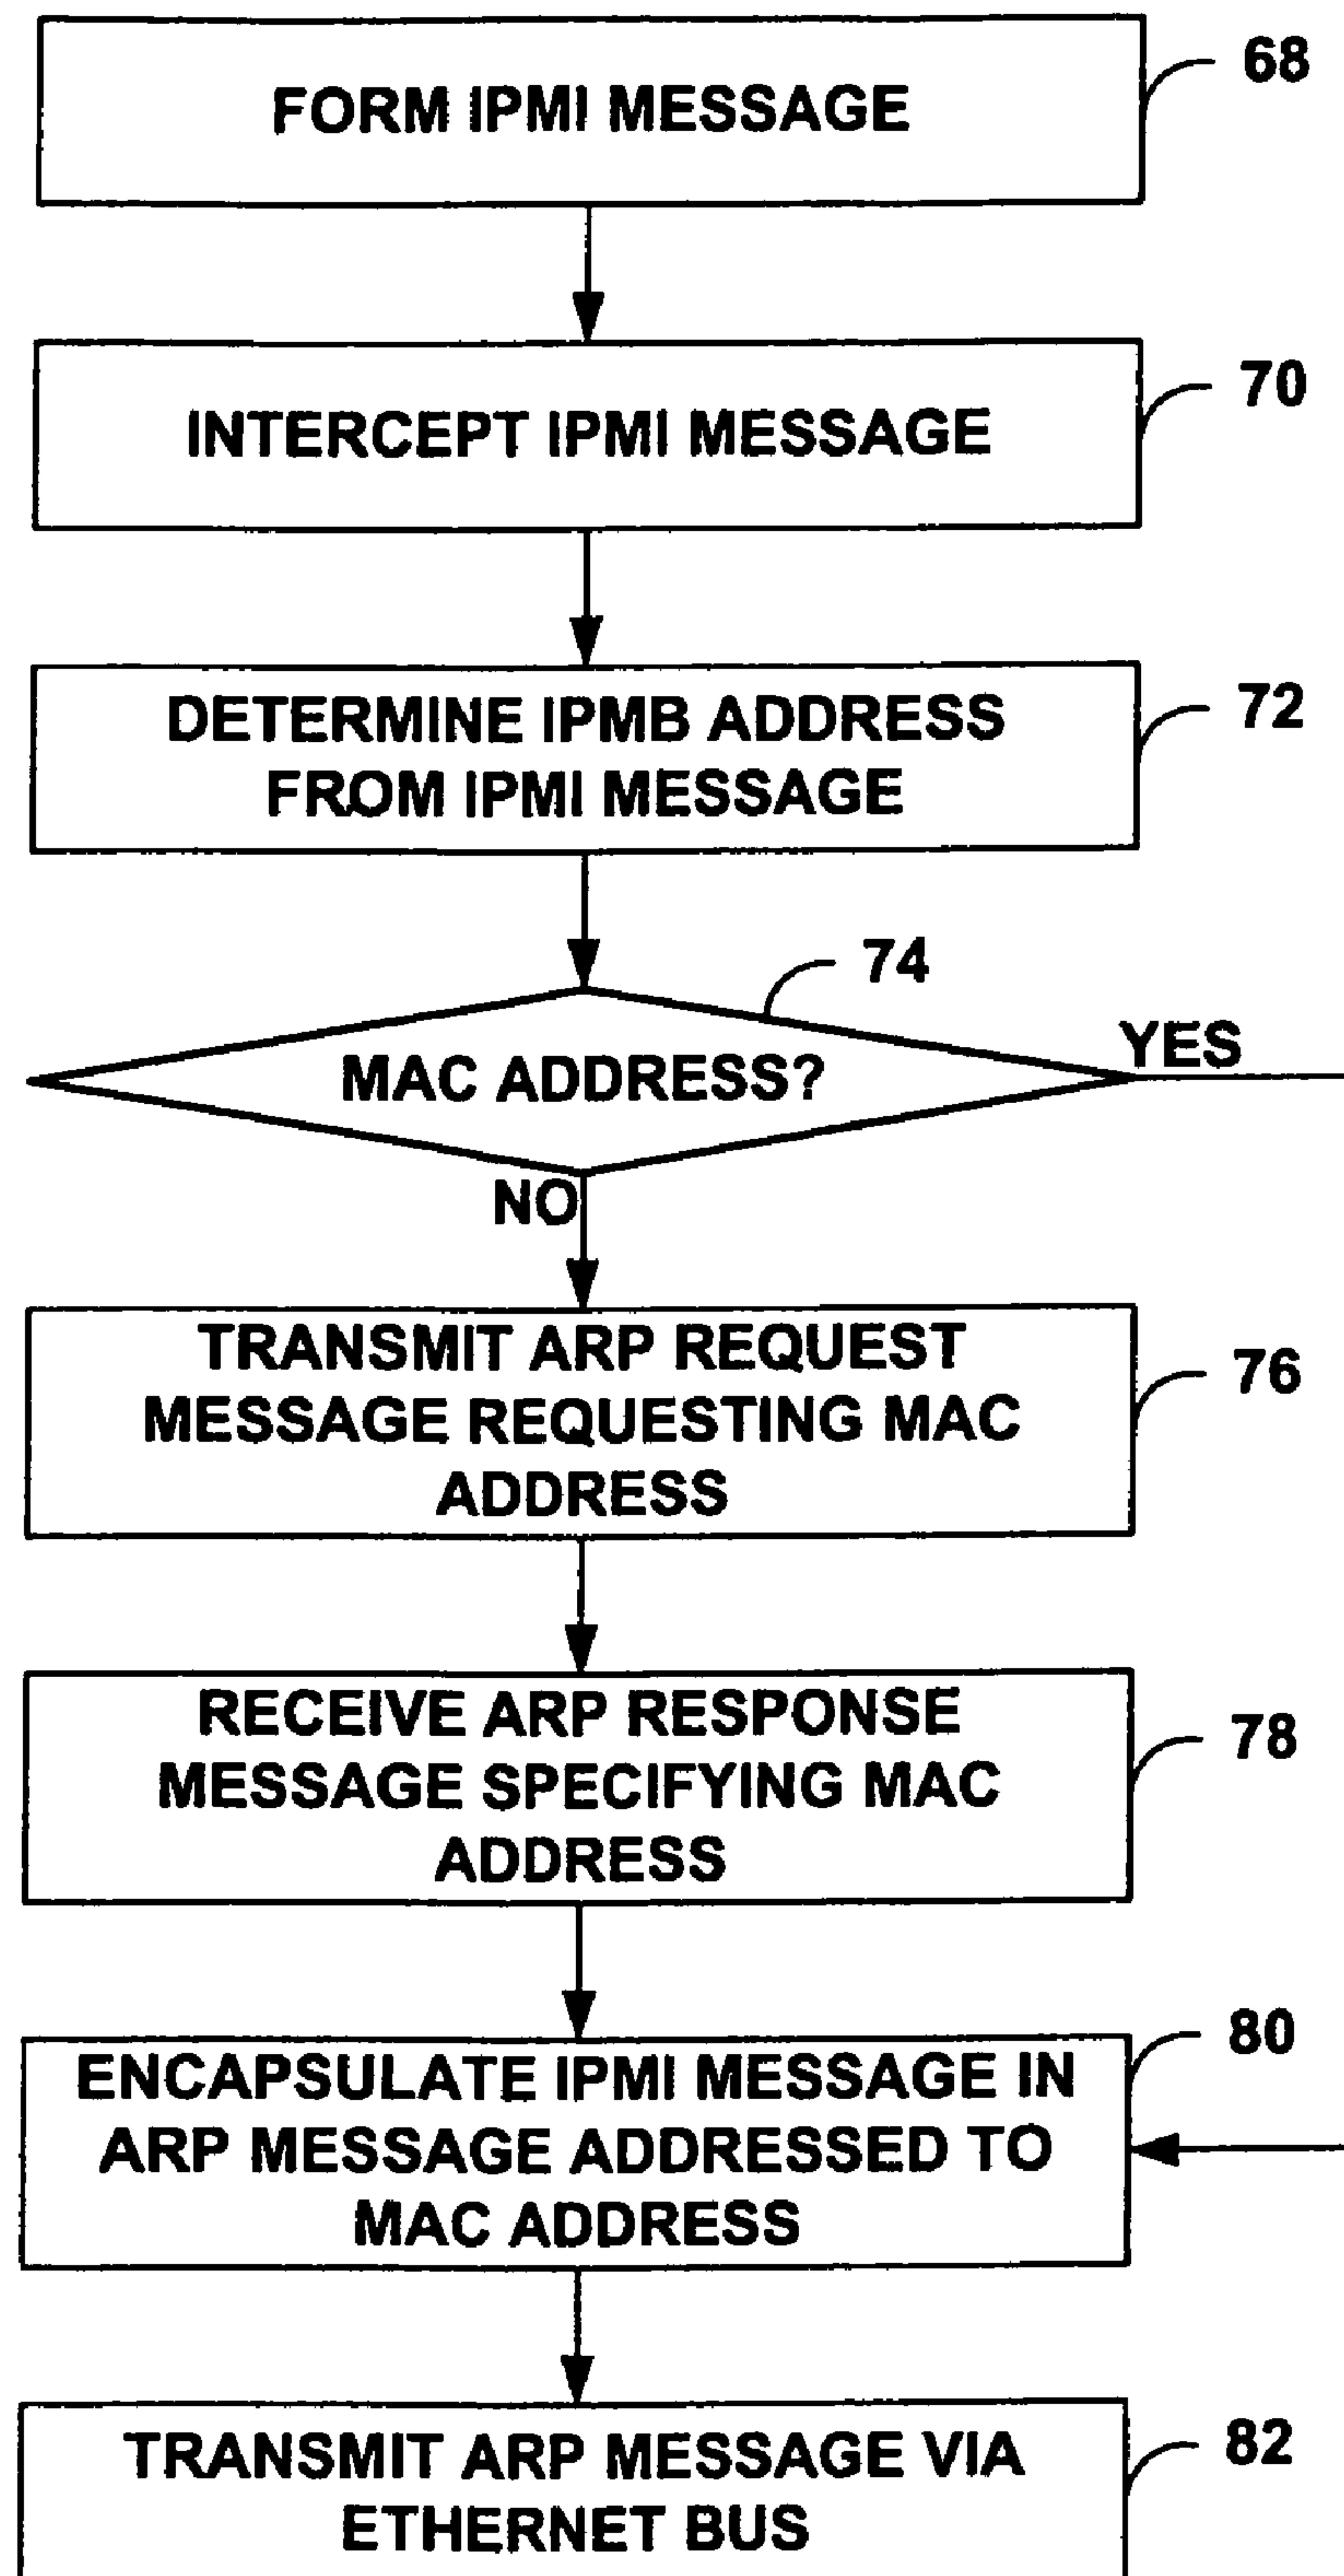 FORM IPMI MESSAGE
68
INTERCEPT IPMI MESSAGE
70
DETERMINE IPMB ADDRESS
FROM IPMI MESSAGE
72
74
MAC ADDRESS?
YES
NO
TRANSMIT ARP REQUEST
MESSAGE REQUESTING MAC
ADDRESS
76
RECEIVE ARP RESPONSE
MESSAGE SPECIFYING MAC
ADDRESS
78
ENCAPSULATE IPMI MESSAGE IN
ARP MESSAGE ADDRESSED TO
MAC ADDRESS
80
TRANSMIT ARP MESSAGE VIA
ETHERNET BUS
82